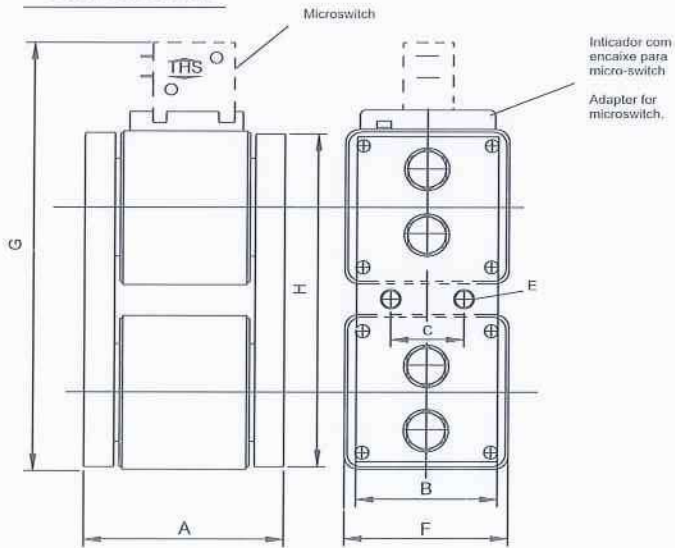 Microswitch
THS
Inticador com
encaixe para
micro-switch
Adapter for
microswitch.
G
H
E
C
B
A
F